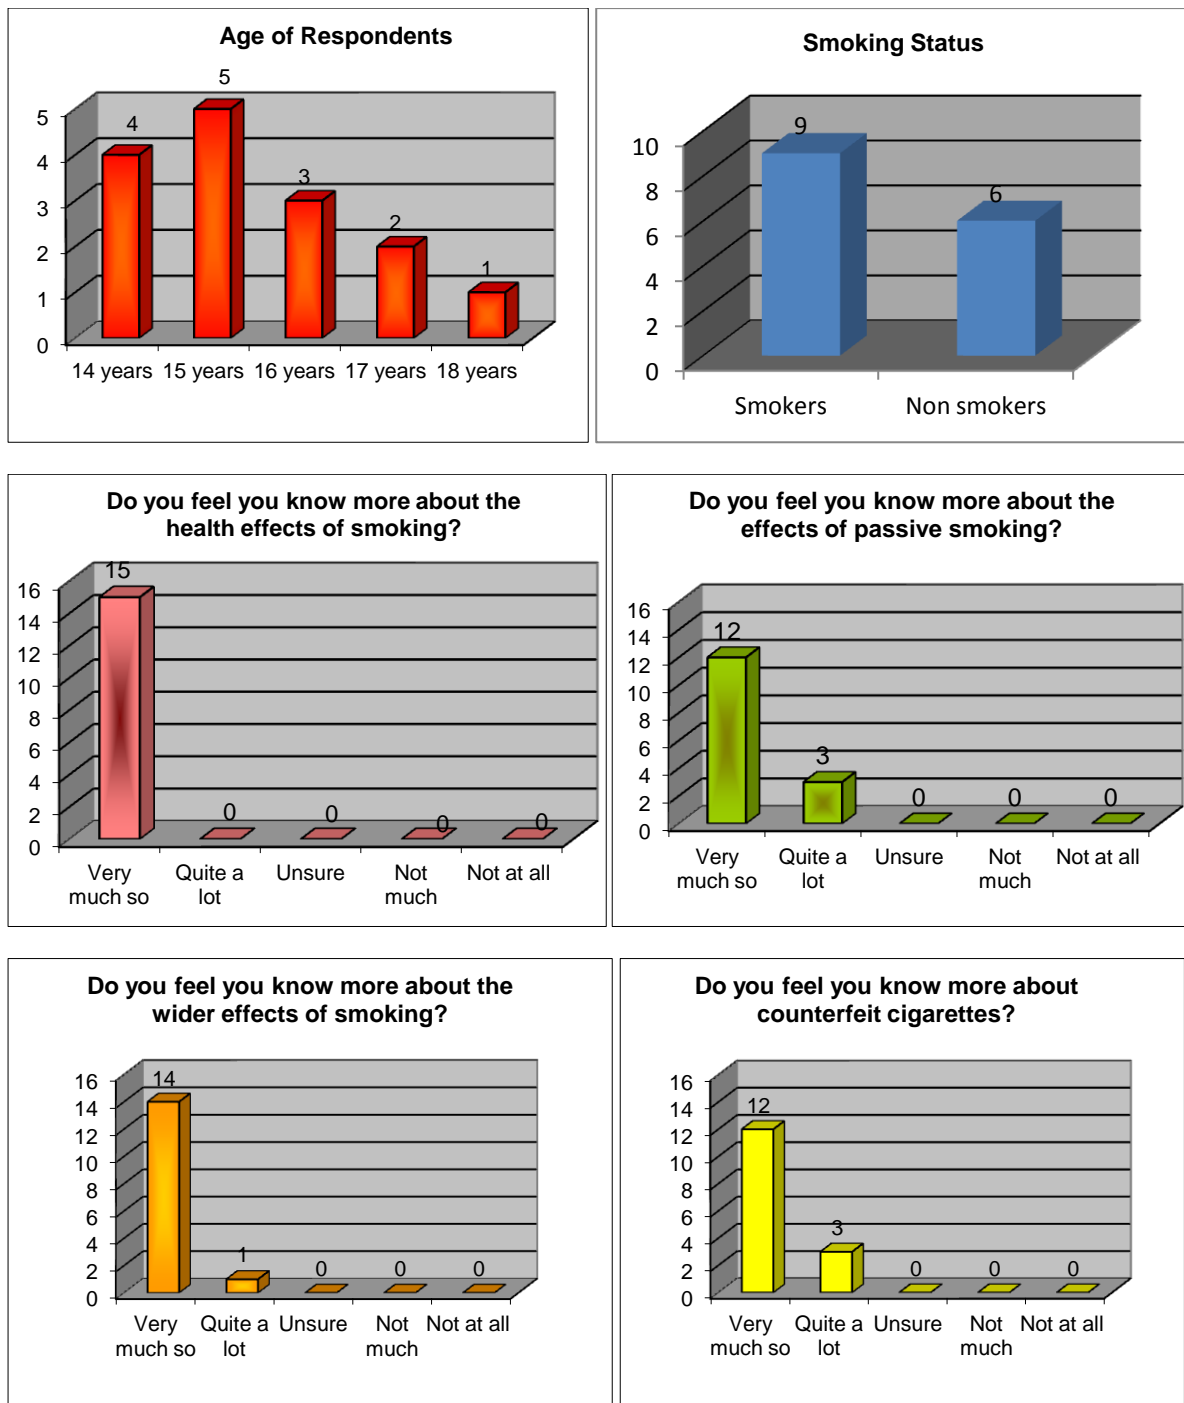 Age of Respondents
5
4
3
2
1
5
4
3
2
1
0
14 years 15 years 16 years 17 years 18 years
Smoking Status
9
6
10
8
6
4
2
0
Smokers Non smokers
Do you feel you know more about the
health effects of smoking?
15
0 0 0 0
16
14
12
10
8
6
4
2
0
Very Quite a Unsure Not Not at all
much so lot much
Do you feel you know more about the
effects of passive smoking?
12
3
0 0 0
16
14
12
10
8
6
4
2
0
Very Quite a Unsure Not Not at all
much so lot much
Do you feel you know more about the
wider effects of smoking?
14
1
0 0 0
16
14
12
10
8
6
4
2
0
Very Quite a Unsure Not Not at all
much so lot much
Do you feel you know more about
counterfeit cigarettes?
12
3
0 0 0
16
14
12
10
8
6
4
2
0
Very Quite a Unsure Not Not at all
much so lot much